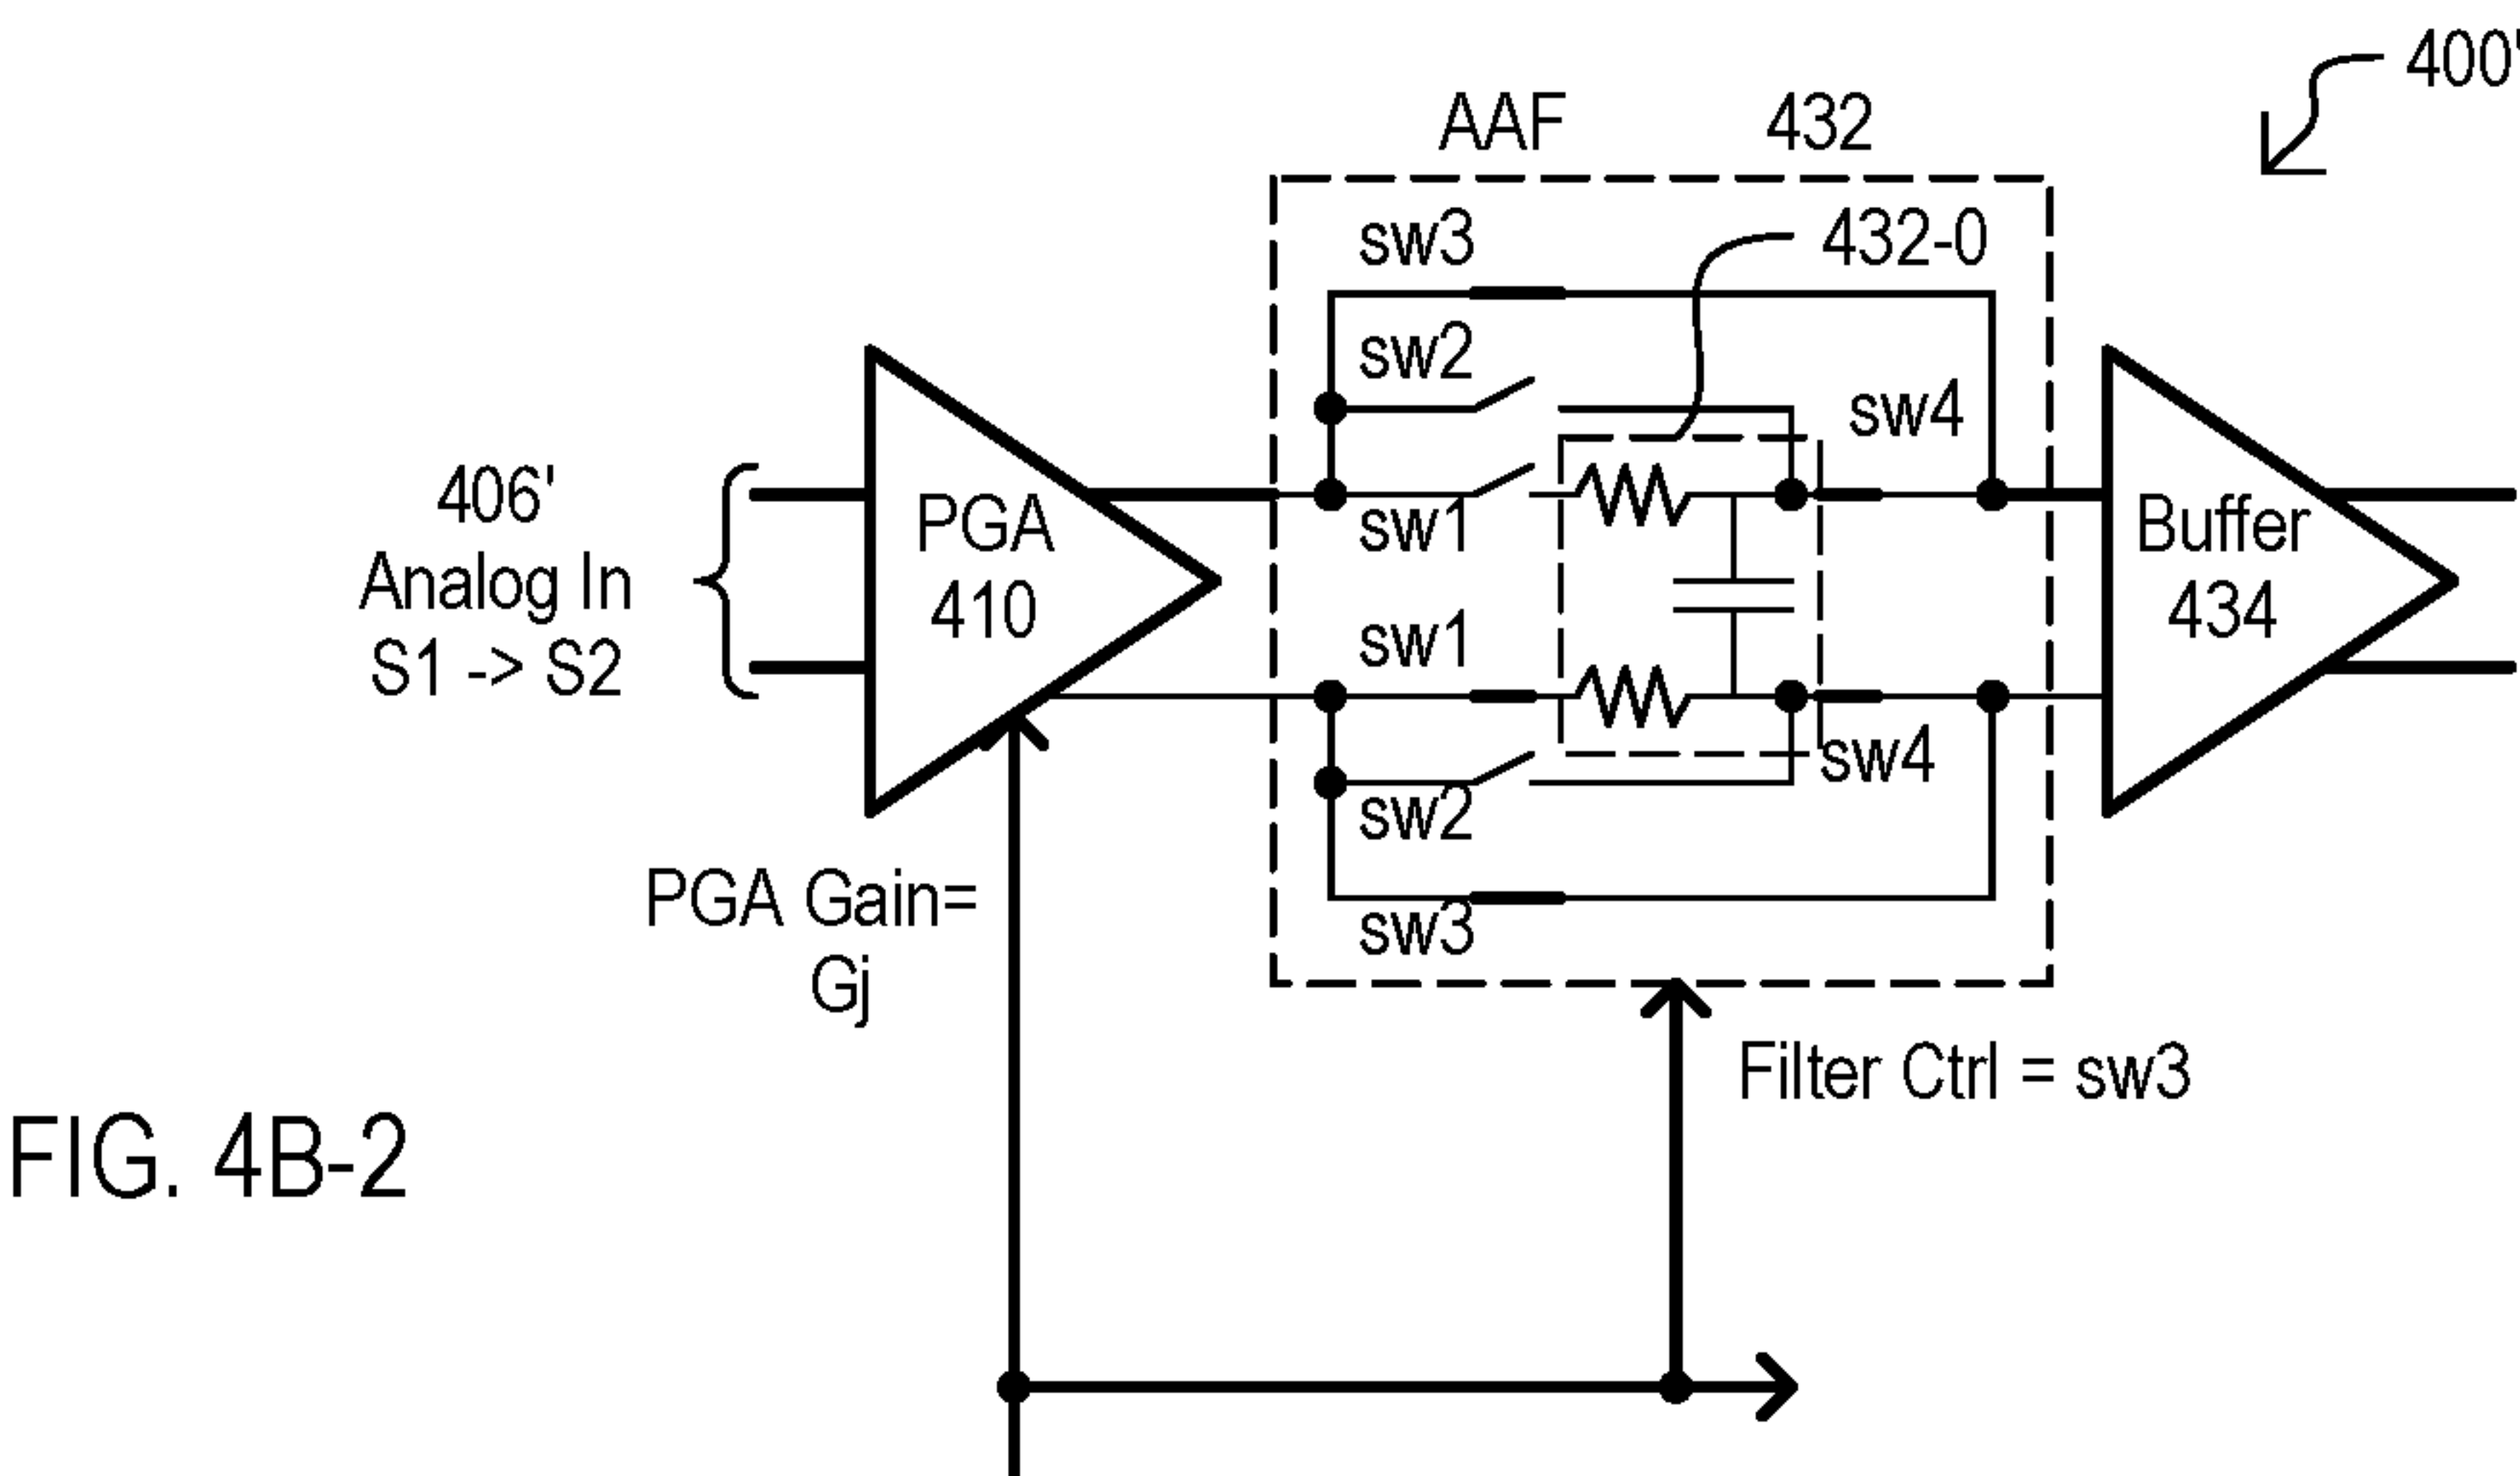 400'
AAF
432
sw3
432-0
sw2
sw4
sw1
406'
Analog In
S1 -> S2
PGA
410
Buffer
434
sw1
sw4
sw2
sw3
PGA Gain=
Gj
Filter Ctrl = sw3
FIG. 4B-2